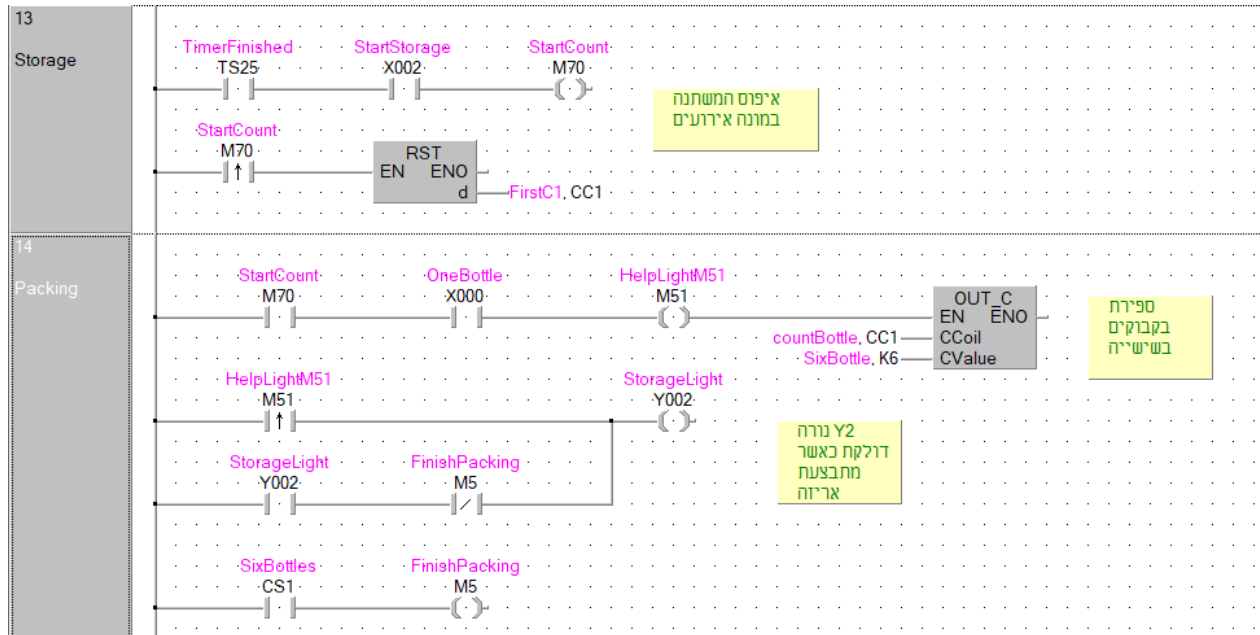 13
Storage
TimerFinished StartStorage StartCount
TS25 X002 M70
איפוס המשתנה
במונה אירועים
StartCount
M70
RST
EN ENO
d FirstC1, CC1
14
Packing
StartCount OneBottle HelpLightM51
M70 X000 M51
OUT_C
EN ENO
countBottle, CC1 CCoil
SixBottle, K6 CValue
ספירת
בקבוקים
בשישייה
HelpLightM51 StorageLight
M51 Y002
Y2 נורה
דולקת כאשר
מתבצעת
אריזה
StorageLight FinishPacking
Y002 M5
SixBottles FinishPacking
CS1 M5